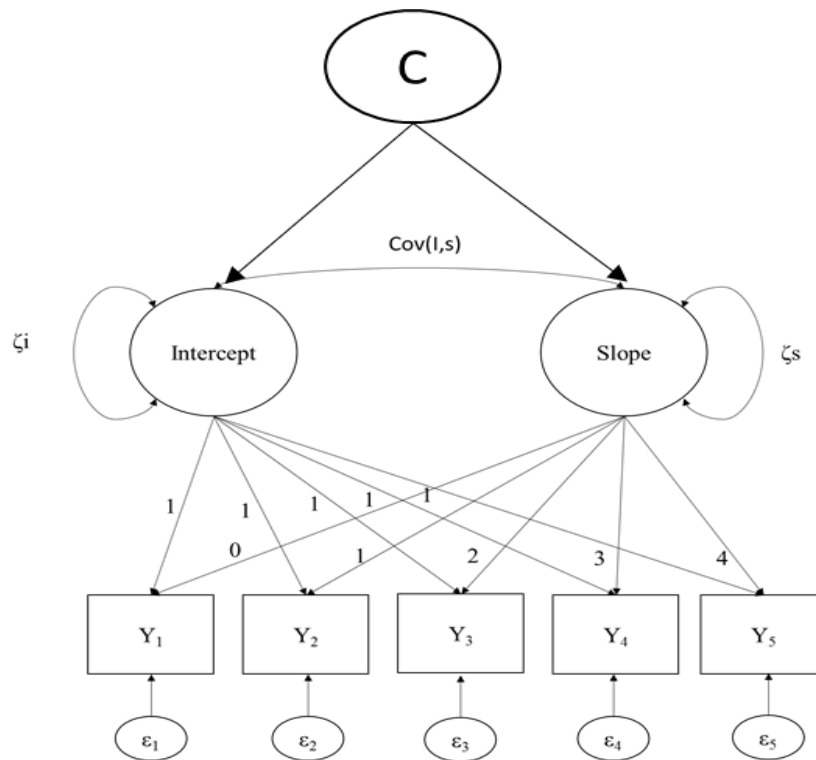 C
Cov(I,s)
ζi
Intercept
Slope
ζs
1 1 1 1 1
0 1 2 3 4
Y₁ Y₂ Y₃ Y₄ Y₅
ε₁ ε₂ ε₃ ε₄ ε₅